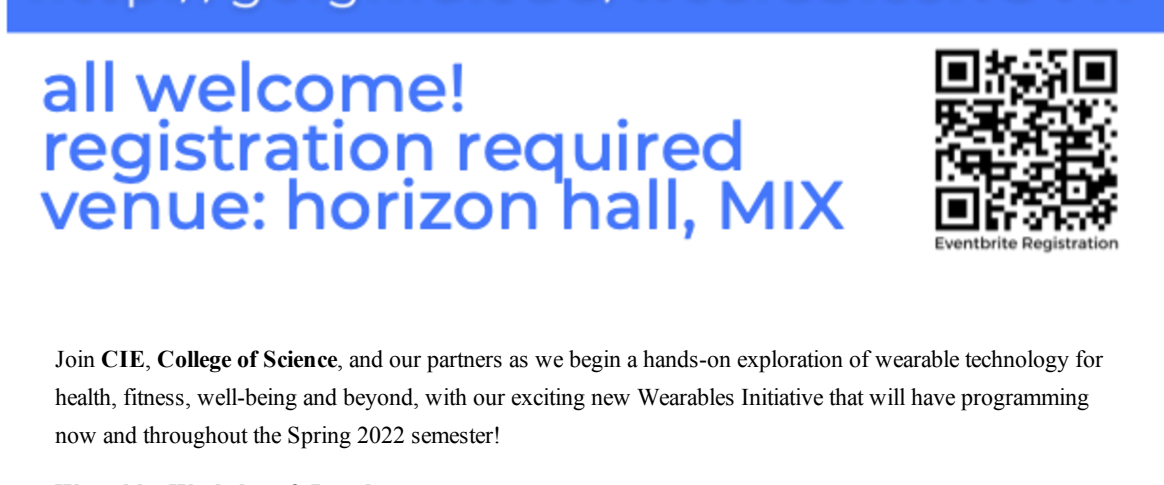 all welcome!
registration required
venue: horizon hall, MIX
Eventbrite Registration
Join CIE, College of Science, and our partners as we begin a hands-on exploration of wearable technology for
health, fitness, well-being and beyond, with our exciting new Wearables Initiative that will have programming
now and throughout the Spring 2022 semester!